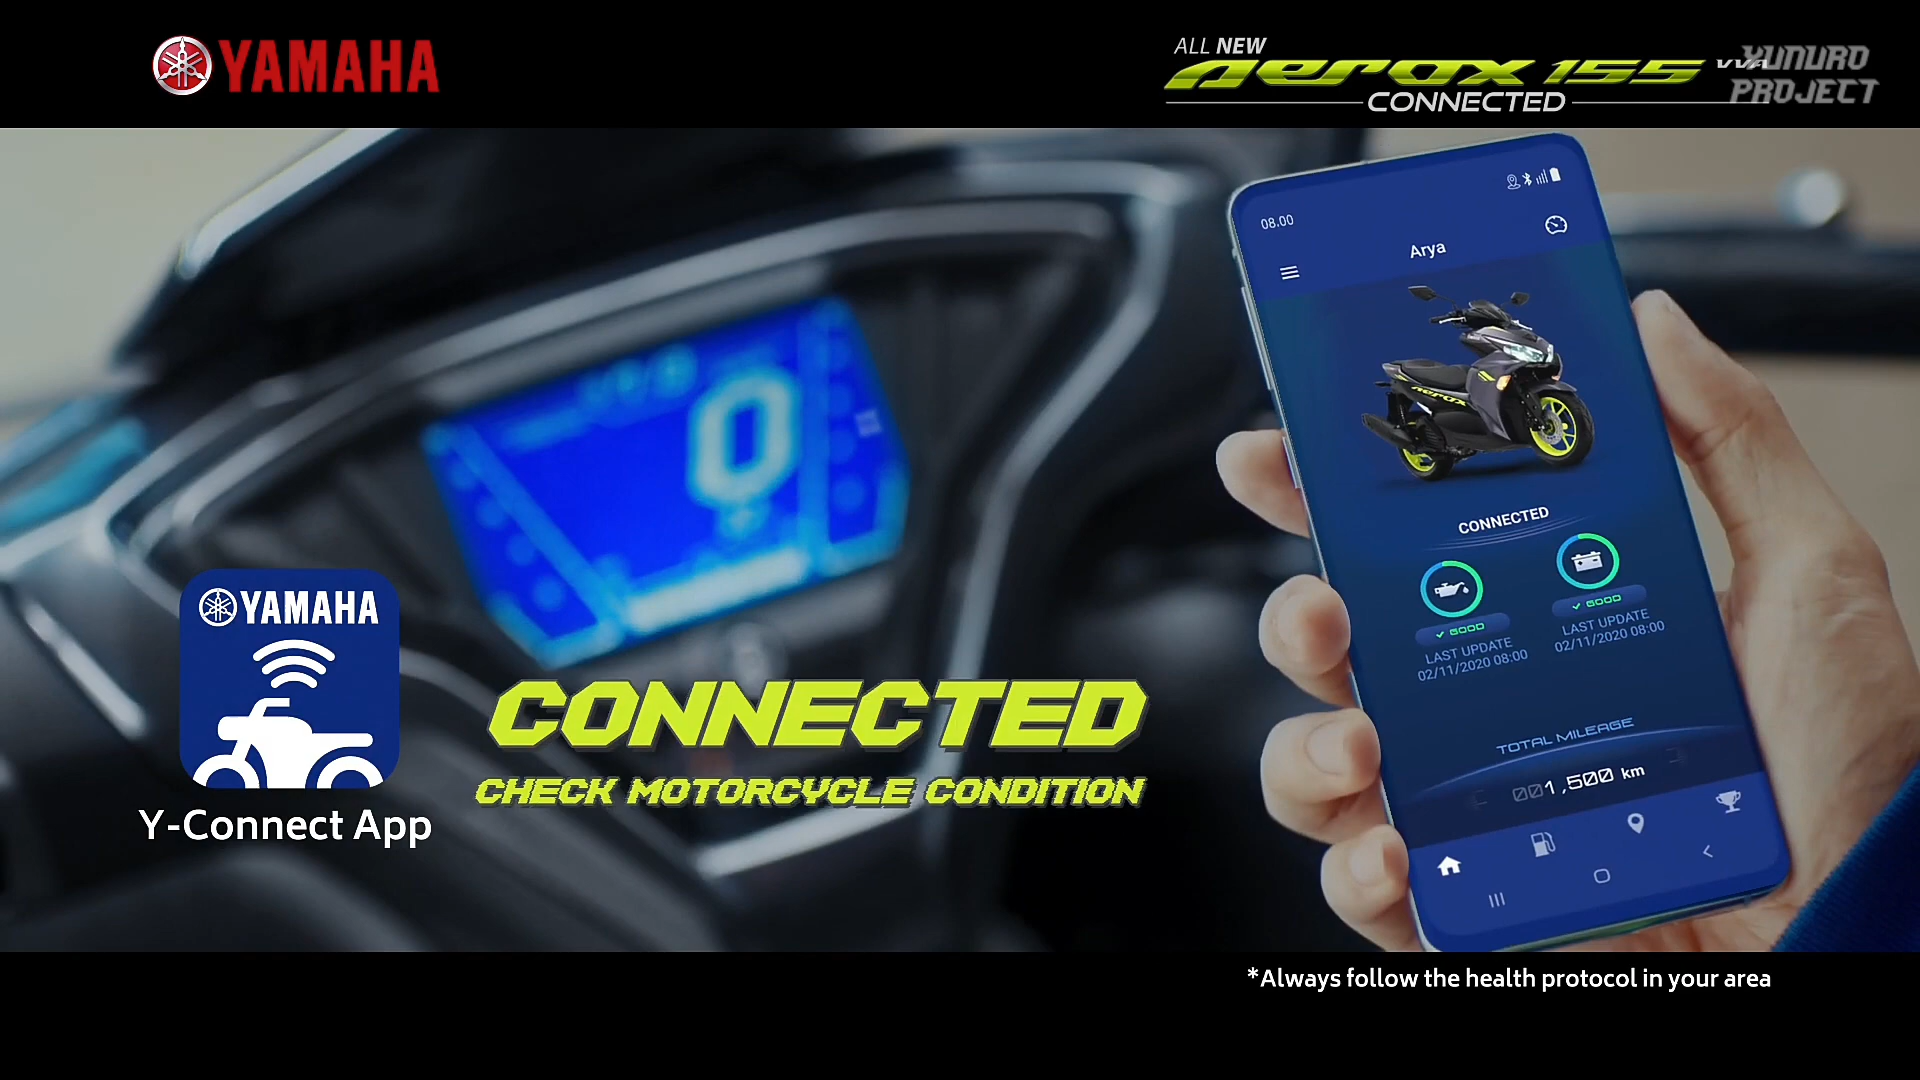 YAMAHA
ALL NEW
Aerox 155 VVA
CONNECTED
YUNURO
PROJECT
08.00
Arya
AEROX
CONNECTED
GOOD
LAST UPDATE
02/11/2020 08:00
GOOD
LAST UPDATE
02/11/2020 08:00
TOTAL MILEAGE
001,500 km
0
YAMAHA
Y-Connect App
CONNECTED
CHECK MOTORCYCLE CONDITION
*Always follow the health protocol in your area